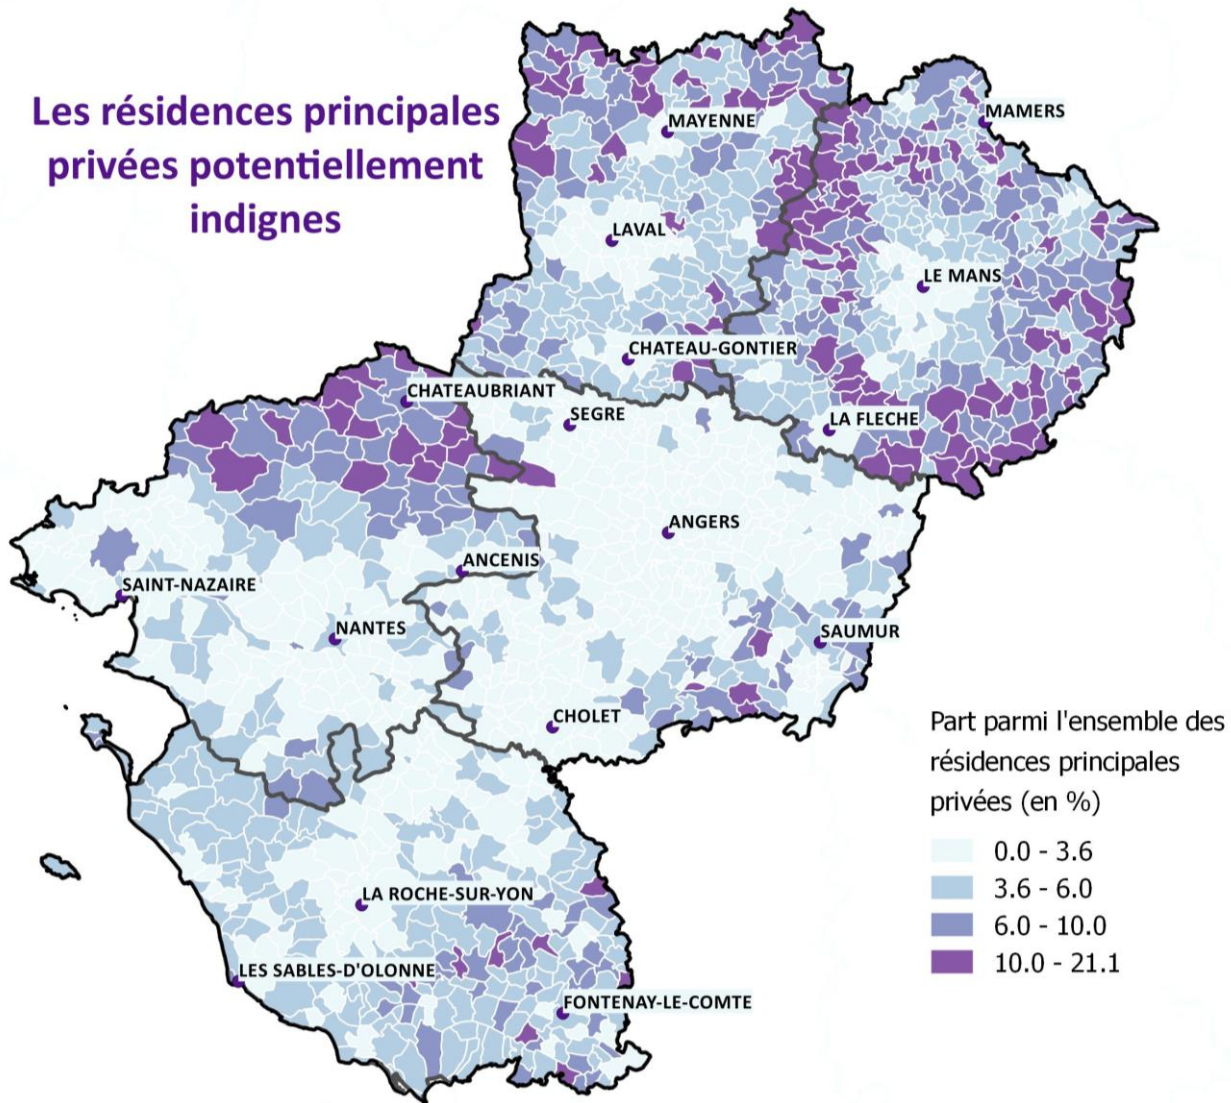 Les résidences principales
privées potentiellement
indignes
MAYENNE
MAMERS
LAVAL
LE MANS
CHATEAU-GONTIER
CHATEAUBRIANT
SEGRE
LA FLECHE
ANGERS
ANCENIS
SAINT-NAZAIRE
NANTES
SAUMUR
CHOLET
LA ROCHE-SUR-YON
LES SABLES-D'OLONNE
FONTENAY-LE-COMTE
Part parmi l'ensemble des
résidences principales
privées (en %)
0.0 - 3.6
3.6 - 6.0
6.0 - 10.0
10.0 - 21.1